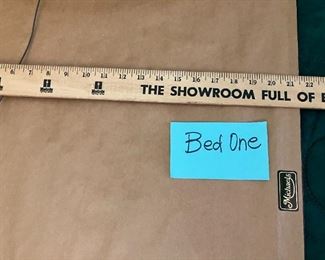 6 7 8 9 10 11 12 13 14 15 16 17 18 19 20 21 22
THE SHOWROOM FULL OF
Bed One
Michaels